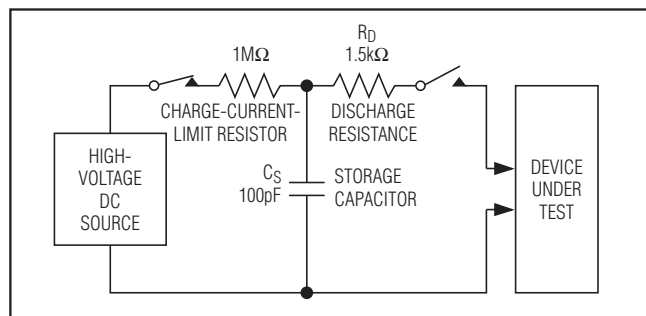 R_D
1MΩ
1.5kΩ
CHARGE-CURRENT-
LIMIT RESISTOR
DISCHARGE
RESISTANCE
HIGH-
VOLTAGE
DC
SOURCE
C_S
100pF
STORAGE
CAPACITOR
DEVICE
UNDER
TEST